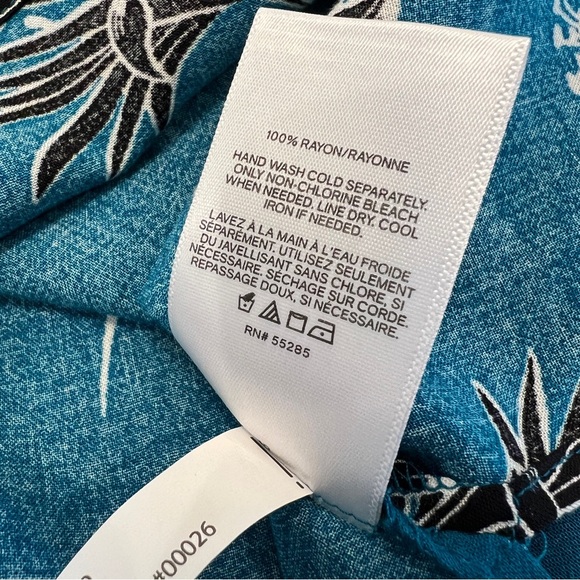 100% RAYON/RAYONNE
HAND WASH COLD SEPARATELY.
ONLY NON-CHLORINE BLEACH
WHEN NEEDED. LINE DRY. COOL
IRON IF NEEDED.
LAVEZ À LA MAIN À L'EAU FROIDE
SÉPARÉMENT. UTILISEZ SEULEMENT
DU JAVELLISANT SANS CHLORE, SI
NÉCESSAIRE. SÉCHAGE SUR CORDE.
REPASSAGE DOUX, SI NÉCESSAIRE.
RN# 55285
#00026